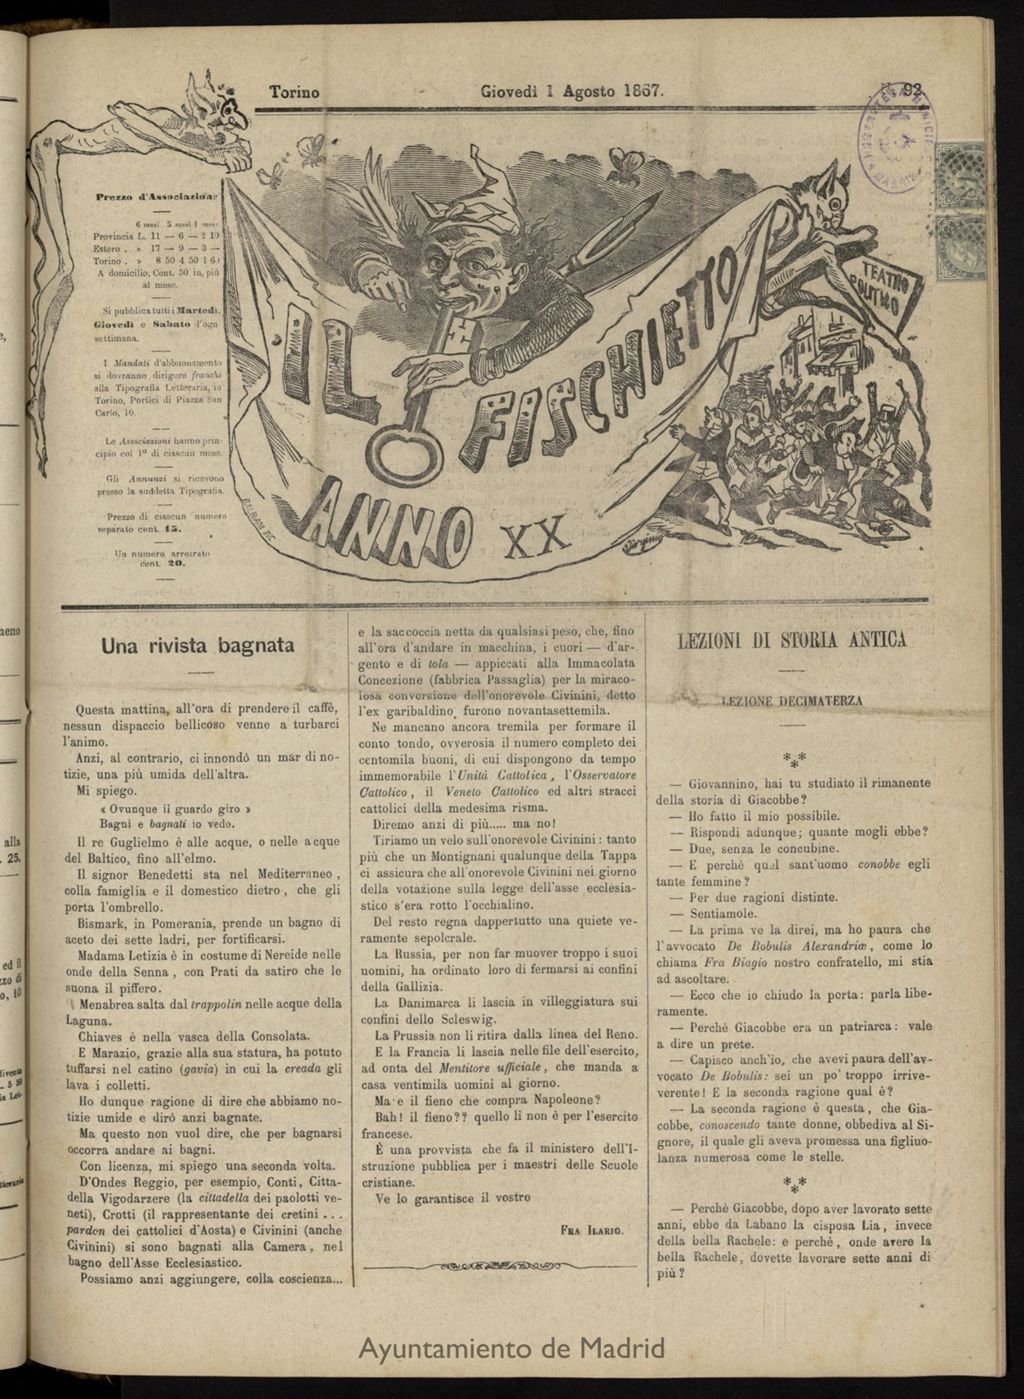 Torino
Giovedì 1 Agosto 1867.
N. 92
Prezzo d'Associazione
6 mesi 3 mesi 1 mese
Provincia L. 11 — 6 — 2 10
Estero . » 17 — 9 — 3 —
Torino . » 8 50 4 50 1 60
A domicilio, Cent. 50 in più
al mese.
Si pubblica tutti i Martedì,
Giovedì e Sabato d'ogni
settimana.
I Mandati d'abbuonamento
si dovranno dirigere franchi
alla Tipografia Letteraria, in
Torino, Portici di Piazza San
Carlo, 16.
Le Associazioni hanno prin-
cipio col 1º di ciascun mese.
Gli Annunzi si ricevono
presso la suddetta Tipografia.
Prezzo di ciascun numero
separato cent. 15.
Un numero arretrato
cent. 20.
IL
FISCHIETTO
ANNO XX
TEATRO
POLITICO
Una rivista bagnata
Questa mattina, all'ora di prendere il caffè,
nessun dispaccio bellicoso venne a turbarci
l'animo.
Anzi, al contrario, ci innondò un mar di no-
tizie, una più umida dell'altra.
Mi spiego.
« Ovunque il guardo giro »
Bagni e bagnati io vedo.
Il re Guglielmo è alle acque, o nelle acque
del Baltico, fino all'elmo.
Il signor Benedetti sta nel Mediterraneo ,
colla famiglia e il domestico dietro , che gli
porta l'ombrello.
Bismark, in Pomerania, prende un bagno di
aceto dei sette ladri, per fortificarsi.
Madama Letizia è in costume di Nereide nelle
onde della Senna , con Prati da satiro che le
suona il piffero.
Menabrea salta dal trappolin nelle acque della
Laguna.
Chiaves è nella vasca della Consolata.
E Marazio, grazie alla sua statura, ha potuto
tuffarsi nel catino (gavia) in cui la creada gli
lava i colletti.
Ho dunque ragione di dire che abbiamo no-
tizie umide e dirò anzi bagnate.
Ma questo non vuol dire, che per bagnarsi
occorra andare ai bagni.
Con licenza, mi spiego una seconda volta.
D'Ondes Reggio, per esempio, Conti, Citta-
della Vigodarzere (la cittadella dei paolotti ve-
neti), Crotti (il rappresentante dei cretini . . .
pardon dei cattolici d'Aosta) e Civinini (anche
Civinini) si sono bagnati alla Camera , nel
bagno dell'Asse Ecclesiastico.
Possiamo anzi aggiungere, colla coscienza...
e la saccoccia netta da qualsiasi peso, che, fino
all'ora d'andare in macchina, i cuori — d'ar-
gento e di tola — appiccati alla Immacolata
Concezione (fabbrica Passaglia) per la miraco-
losa conversione dell'onorevole Civinini, detto
l'ex garibaldino, furono novantasettemila.
Ne mancano ancora tremila per formare il
conto tondo, ovverosia il numero completo dei
centomila buoni, di cui dispongono da tempo
immemorabile l'Unità Cattolica , l'Osservatore
Cattolico , il Veneto Cattolico ed altri stracci
cattolici della medesima risma.
Diremo anzi di più..... ma no!
Tiriamo un velo sull'onorevole Civinini : tanto
più che un Montignani qualunque della Tappa
ci assicura che all'onorevole Civinini nel giorno
della votazione sulla legge dell'asse ecclesia-
stico s'era rotto l'occhialino.
Del resto regna dappertutto una quiete ve-
ramente sepolcrale.
La Russia, per non far muover troppo i suoi
uomini, ha ordinato loro di fermarsi ai confini
della Gallizia.
La Danimarca li lascia in villeggiatura sui
confini dello Scleswig.
La Prussia non li ritira dalla linea del Reno.
E la Francia li lascia nelle file dell'esercito,
ad onta del Mentitore ufficiale , che manda a
casa ventimila uomini al giorno.
Ma e il fieno che compra Napoleone?
Bah! il fieno?? quello lì non è per l'esercito
francese.
È una provvista che fa il ministero dell'I-
struzione pubblica per i maestri delle Scuole
cristiane.
Ve lo garantisce il vostro
FRA ILARIO.
LEZIONI DI STORIA ANTICA
LEZIONE DECIMATERZA
— Giovannino, hai tu studiato il rimanente
della storia di Giacobbe?
— Ho fatto il mio possibile.
— Rispondi adunque; quante mogli ebbe?
— Due, senza le concubine.
— E perchè quel sant'uomo conobbe egli
tante femmine?
— Per due ragioni distinte.
— Sentiamole.
— La prima ve la direi, ma ho paura che
l'avvocato De Bobulis Alexandriæ , come lo
chiama Fra Biagio nostro confratello, mi stia
ad ascoltare.
— Ecco che io chiudo la porta: parla libe-
ramente.
— Perchè Giacobbe era un patriarca: vale
a dire un prete.
— Capisco anch'io, che avevi paura dell'av-
vocato De Bobulis: sei un po' troppo irrive-
verente! E la seconda ragione qual è?
— La seconda ragione è questa , che Gia-
cobbe, conoscendo tante donne, obbediva al Si-
gnore, il quale gli aveva promessa una figliuo-
lanza numerosa come le stelle.
— Perchè Giacobbe, dopo aver lavorato sette
anni, ebbe da Labano la cisposa Lia , invece
della bella Rachele: e perchè , onde avere la
bella Rachele, dovette lavorare sette anni di
più?
Ayuntamiento de Madrid